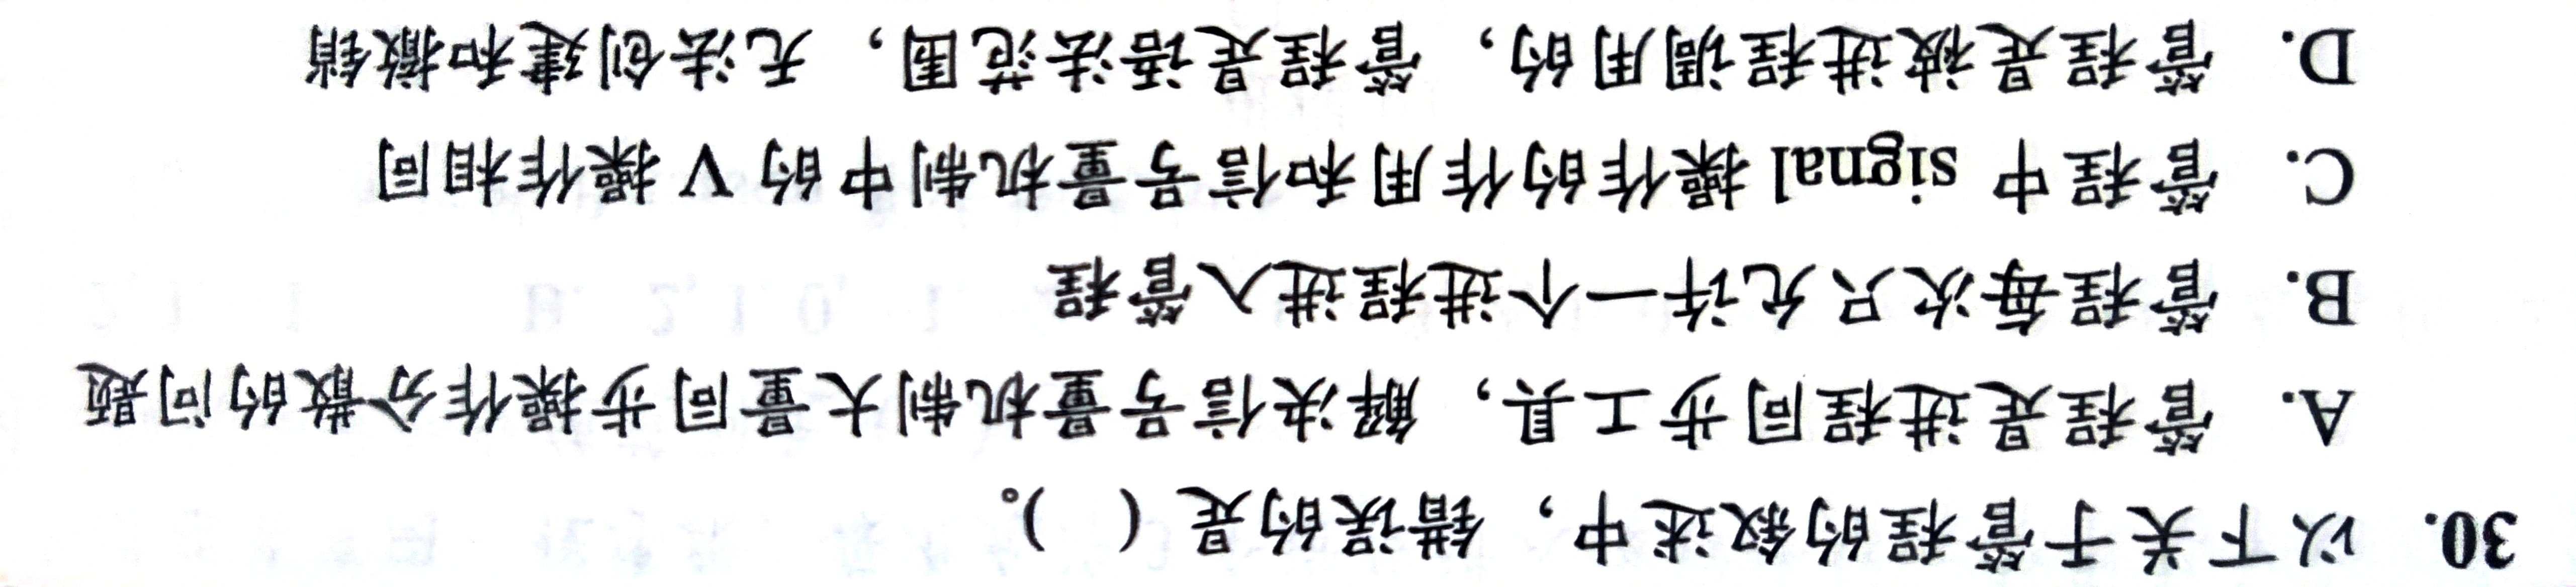 30. 以下关于管程的叙述中，错误的是（ ）。
A. 管程是进程同步工具，解决信号量机制大量同步操作分散的问题
B. 管程每次只允许一个进程进入管程
C. 管程中 signal 操作的作用和信号量机制中的 V 操作相同
D. 管程是被进程调用的，管程是语法范围，无法创建和撤销